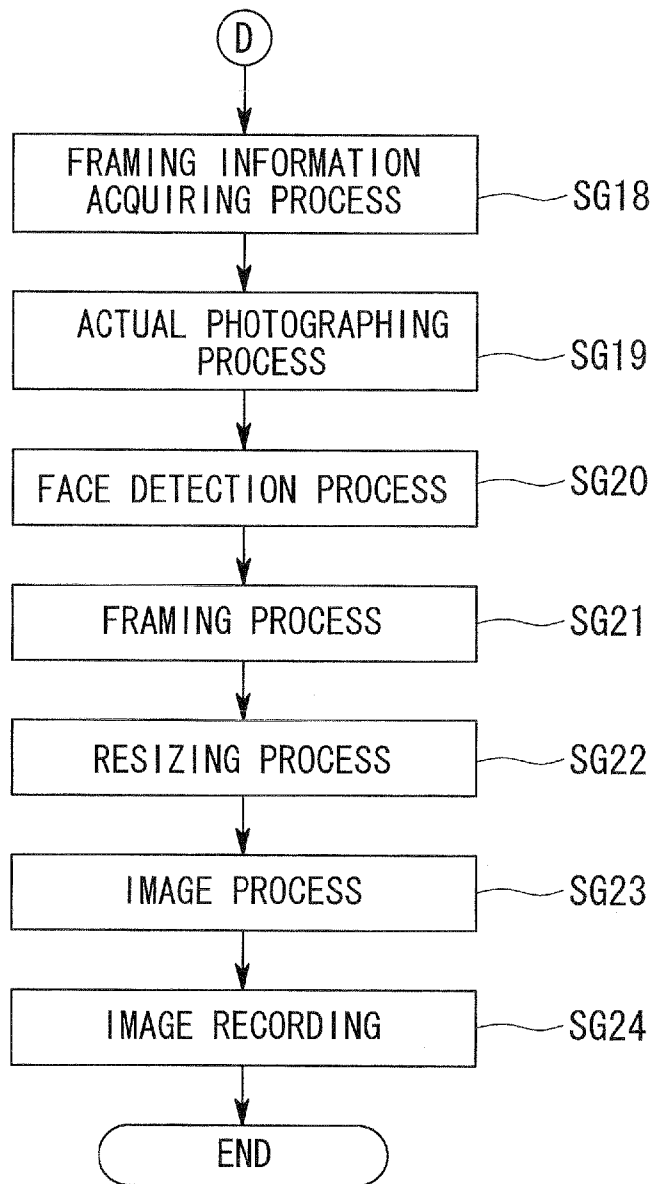 D
FRAMING INFORMATION
ACQUIRING PROCESS
SG18
ACTUAL PHOTOGRAPHING
PROCESS
SG19
FACE DETECTION PROCESS
SG20
FRAMING PROCESS
SG21
RESIZING PROCESS
SG22
IMAGE PROCESS
SG23
IMAGE RECORDING
SG24
END